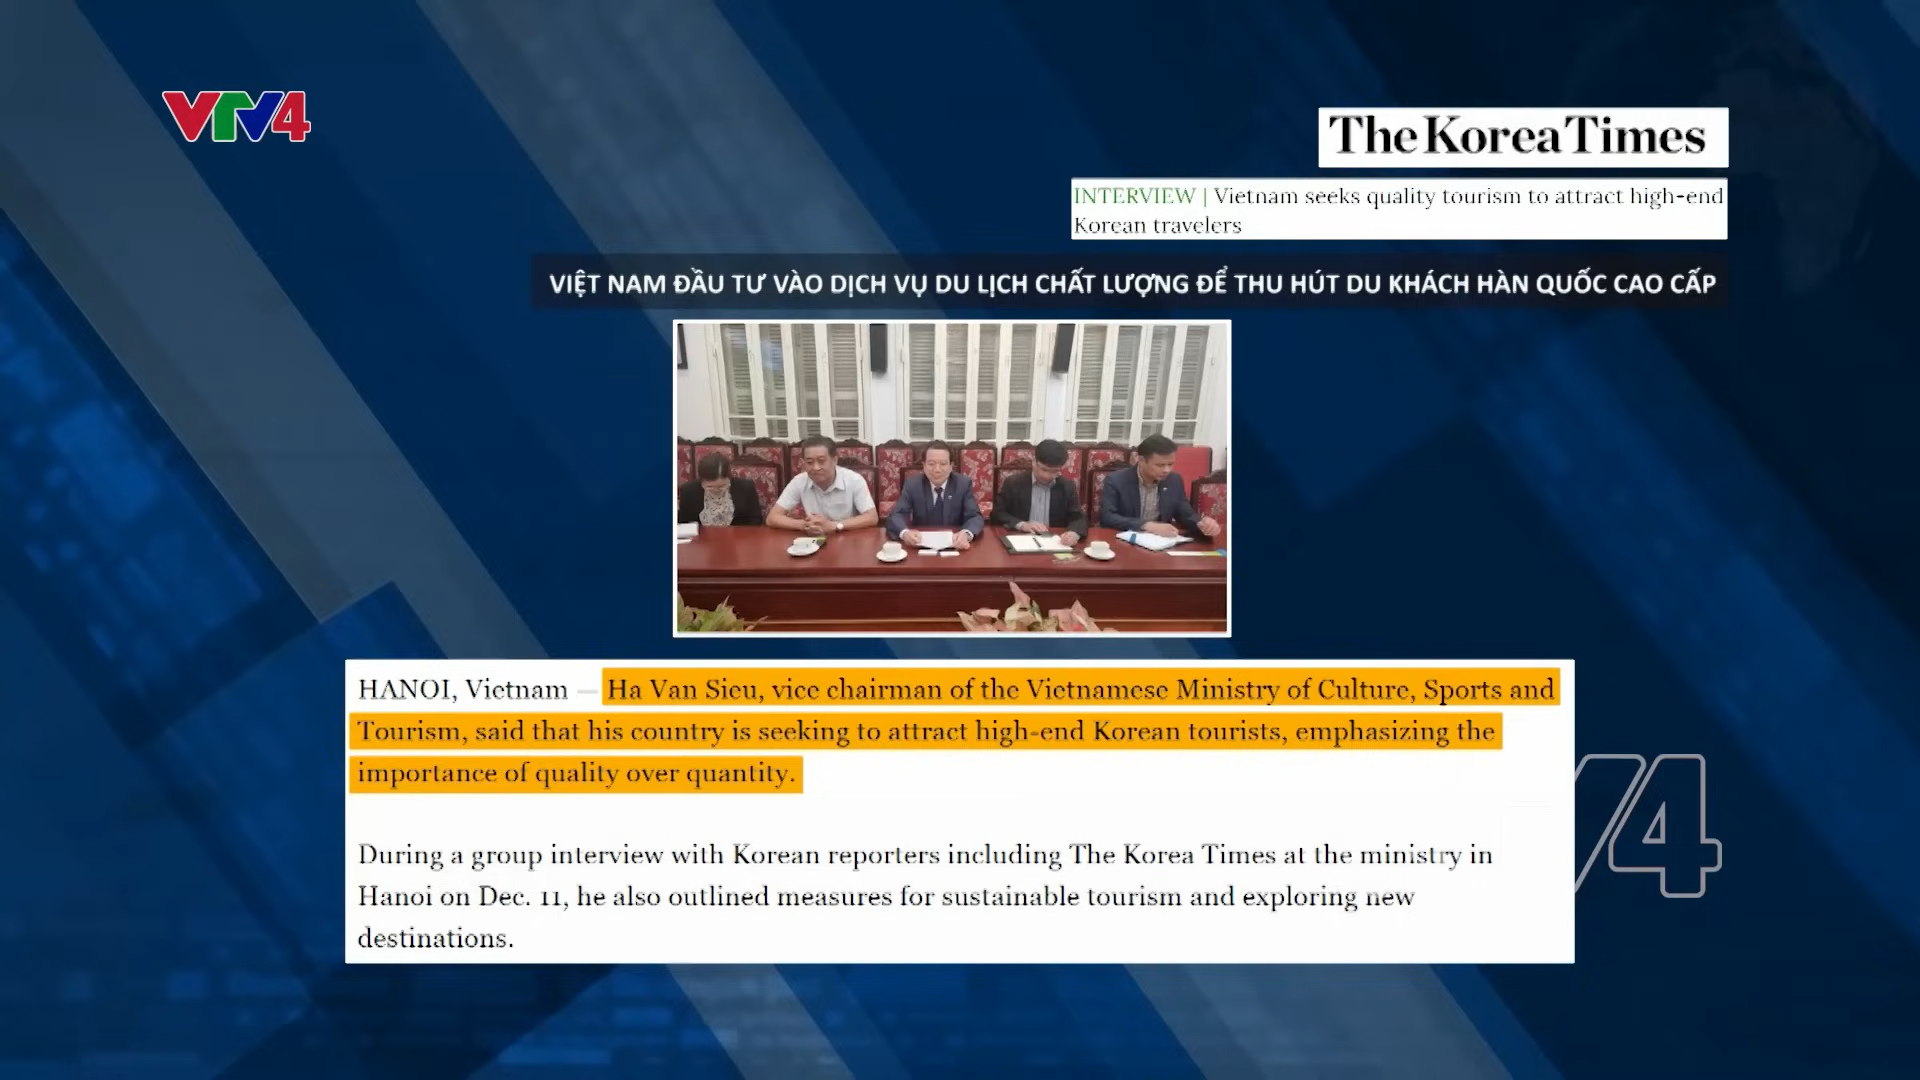 VTV4
The Korea Times
INTERVIEW | Vietnam seeks quality tourism to attract high-end
Korean travelers
VIỆT NAM ĐẦU TƯ VÀO DỊCH VỤ DU LỊCH CHẤT LƯỢNG ĐỂ THU HÚT DU KHÁCH HÀN QUỐC CAO CẤP
HANOI, Vietnam — Ha Van Sieu, vice chairman of the Vietnamese Ministry of Culture, Sports and
Tourism, said that his country is seeking to attract high-end Korean tourists, emphasizing the
importance of quality over quantity.
During a group interview with Korean reporters including The Korea Times at the ministry in
Hanoi on Dec. 11, he also outlined measures for sustainable tourism and exploring new
destinations.
V4